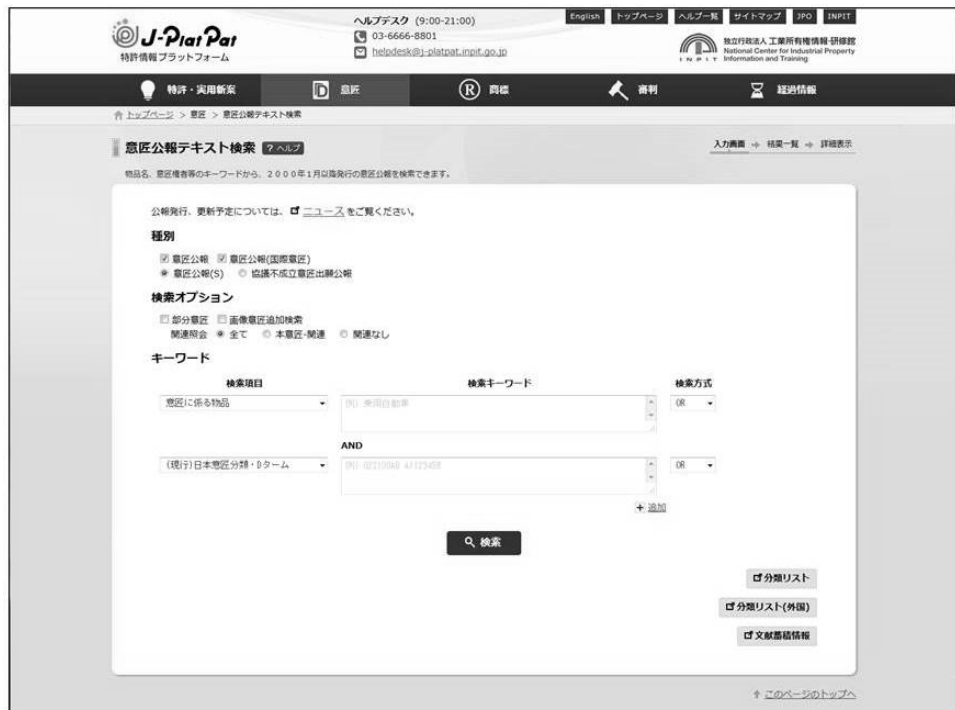 J-PlatPat
特許情報プラットフォーム
ヘルプデスク (9:00-21:00)
03-6666-8801
helpdesk@j-platpat.inpit.go.jp
English トップページ ヘルプ一覧 サイトマップ JPO INPIT
INPIT
独立行政法人 工業所有権情報・研修館
National Center for Industrial Property
Information and Training
特許・実用新案 D 意匠 R 商標 審判 経過情報
トップページ > 意匠 > 意匠公報テキスト検索
意匠公報テキスト検索 ? ヘルプ
入力画面 ⇒ 結果一覧 ⇒ 詳細表示
物品名、意匠権者等のキーワードから、2000年1月以降発行の意匠公報を検索できます。
公報発行、更新予定については、ニュースをご覧ください。
種別
意匠公報 意匠公報(国際意匠)
意匠公報(S) 協議不成立意匠出願公報
検索オプション
部分意匠 画像意匠追加検索
関連照会 全て 本意匠-関連 関連なし
キーワード
検索項目 検索キーワード 検索方式
意匠に係る物品 例) 乗用自動車 OR
AND
(現行)日本意匠分類・Dターム OR
+ 追加
検索
分類リスト
分類リスト(外国)
文献蓄積情報
このページのトップへ